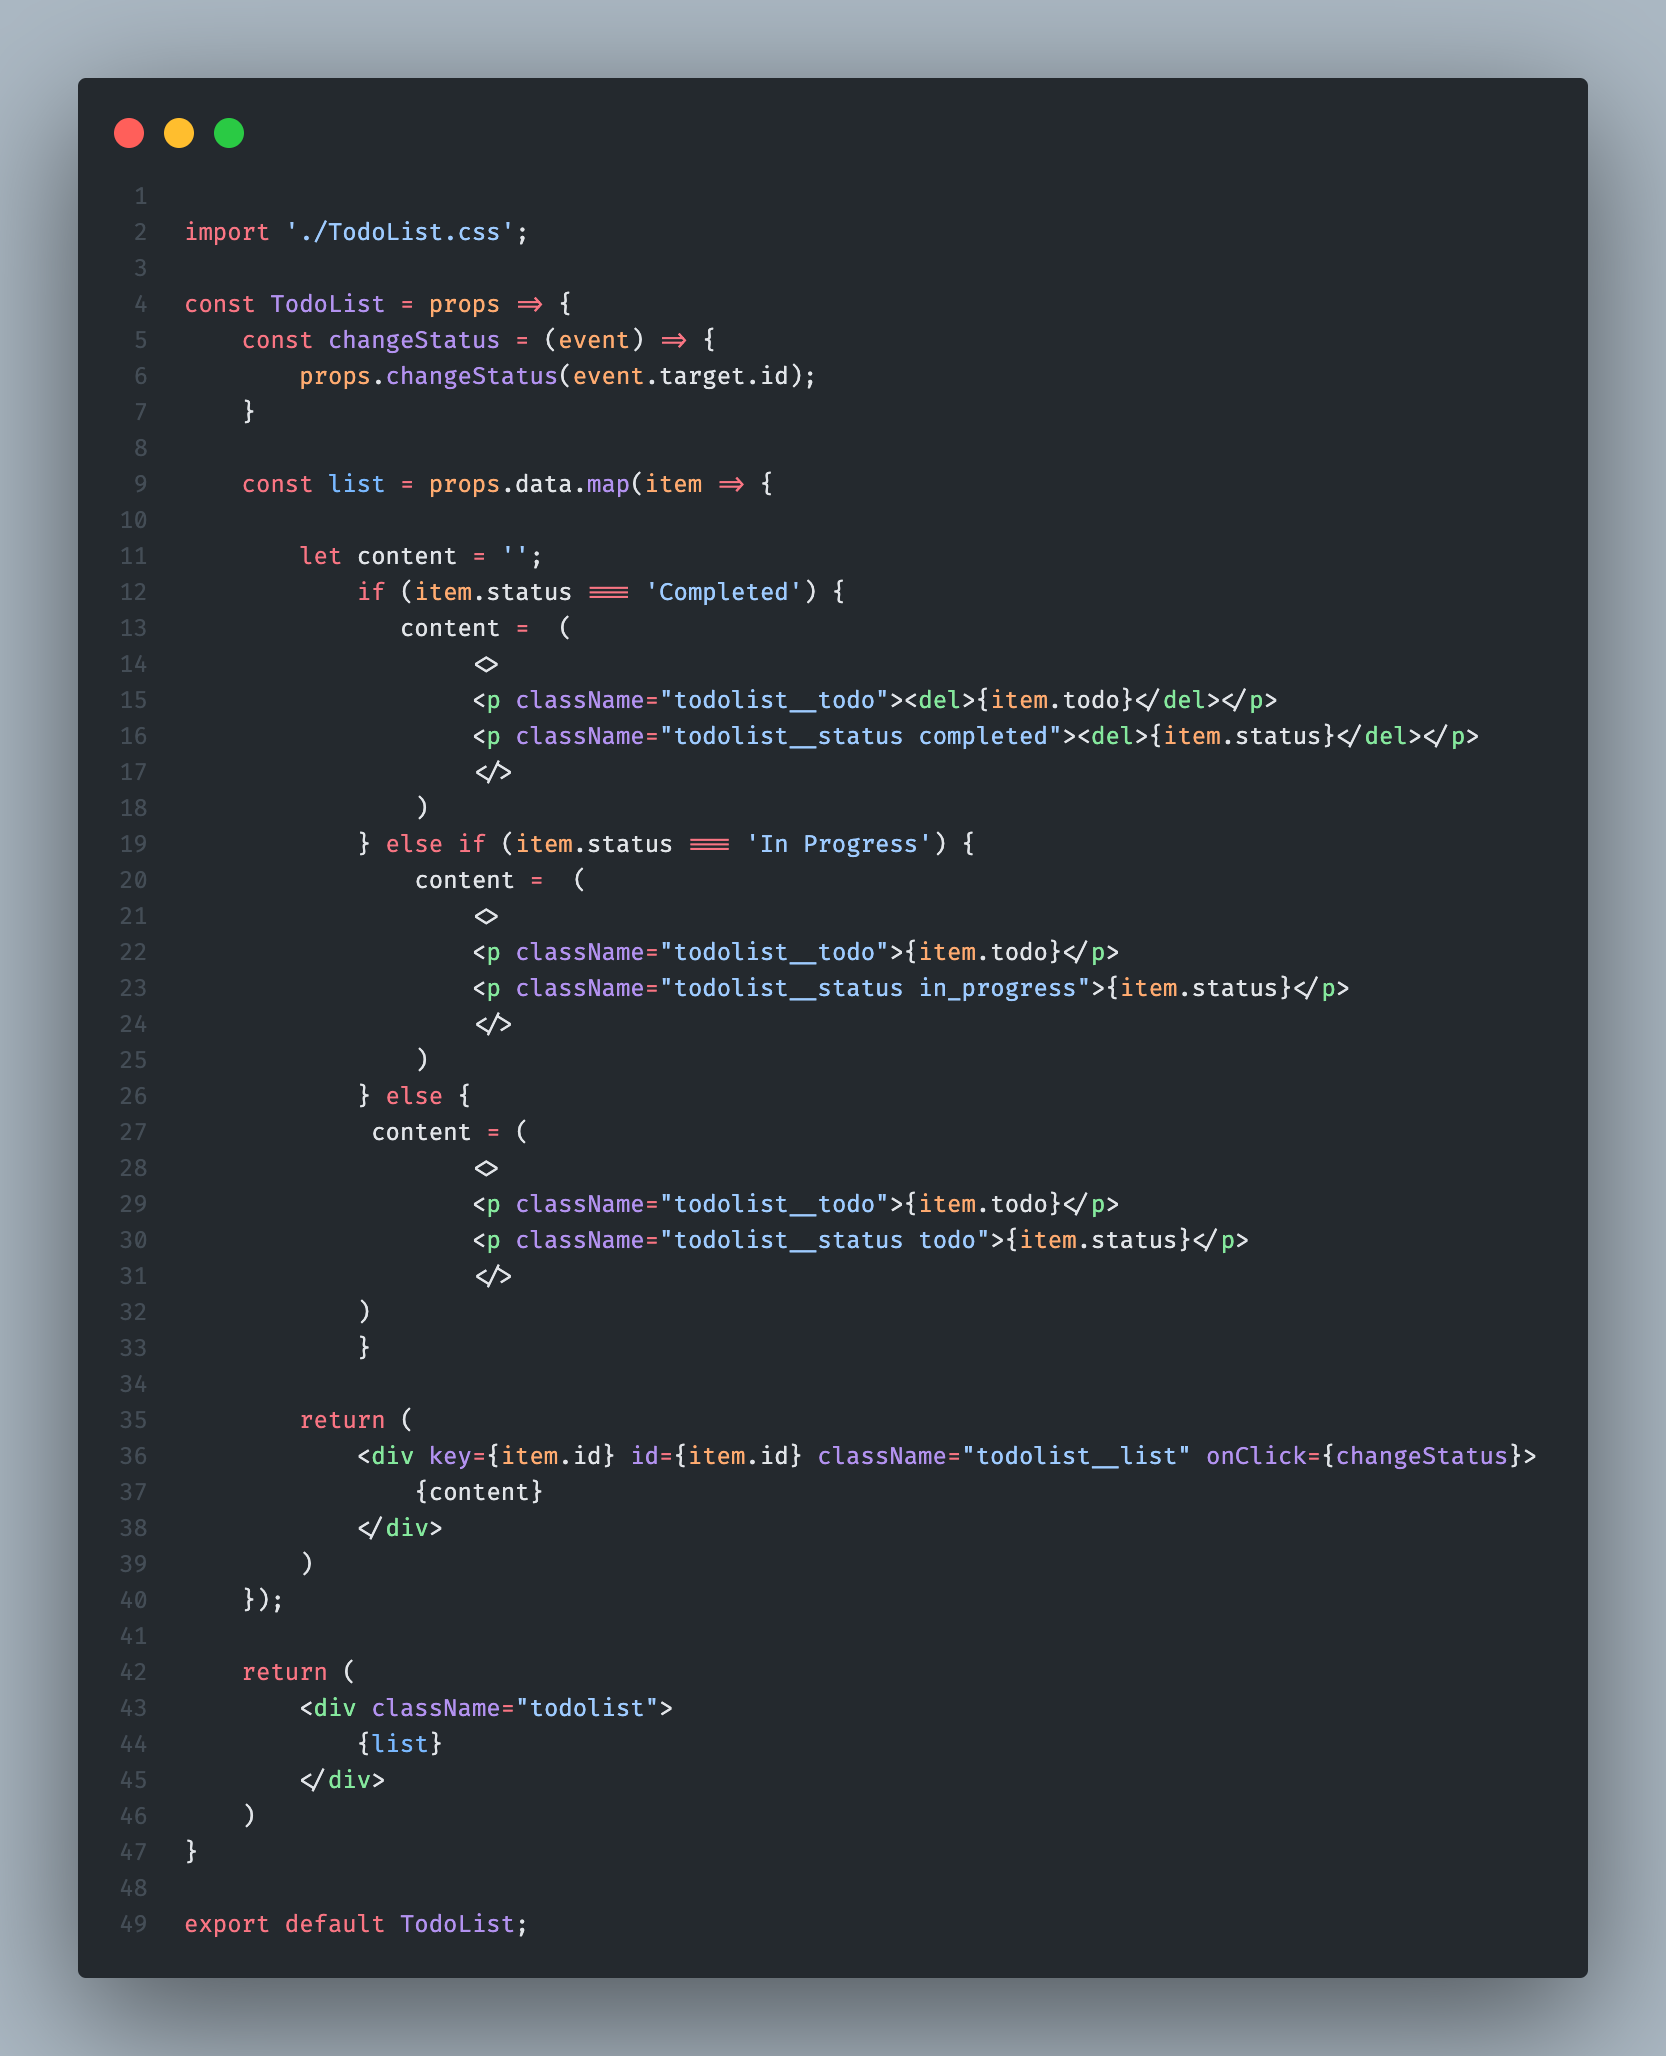 1
2 import './TodoList.css';
3
4 const TodoList = props => {
5     const changeStatus = (event) => {
6         props.changeStatus(event.target.id);
7     }
8
9     const list = props.data.map(item => {
10
11         let content = '';
12             if (item.status === 'Completed') {
13                content =  (
14                     <>
15                     <p className="todolist__todo"><del>{item.todo}</del></p>
16                     <p className="todolist__status completed"><del>{item.status}</del></p>
17                     </>
18                 )
19             } else if (item.status === 'In Progress') {
20                 content =  (
21                     <>
22                     <p className="todolist__todo">{item.todo}</p>
23                     <p className="todolist__status in_progress">{item.status}</p>
24                     </>
25                 )
26             } else {
27              content = (
28                     <>
29                     <p className="todolist__todo">{item.todo}</p>
30                     <p className="todolist__status todo">{item.status}</p>
31                     </>
32             )
33             }
34
35         return (
36             <div key={item.id} id={item.id} className="todolist__list" onClick={changeStatus}>
37                 {content}
38             </div>
39         )
40     });
41
42     return (
43         <div className="todolist">
44             {list}
45         </div>
46     )
47 }
48
49 export default TodoList;